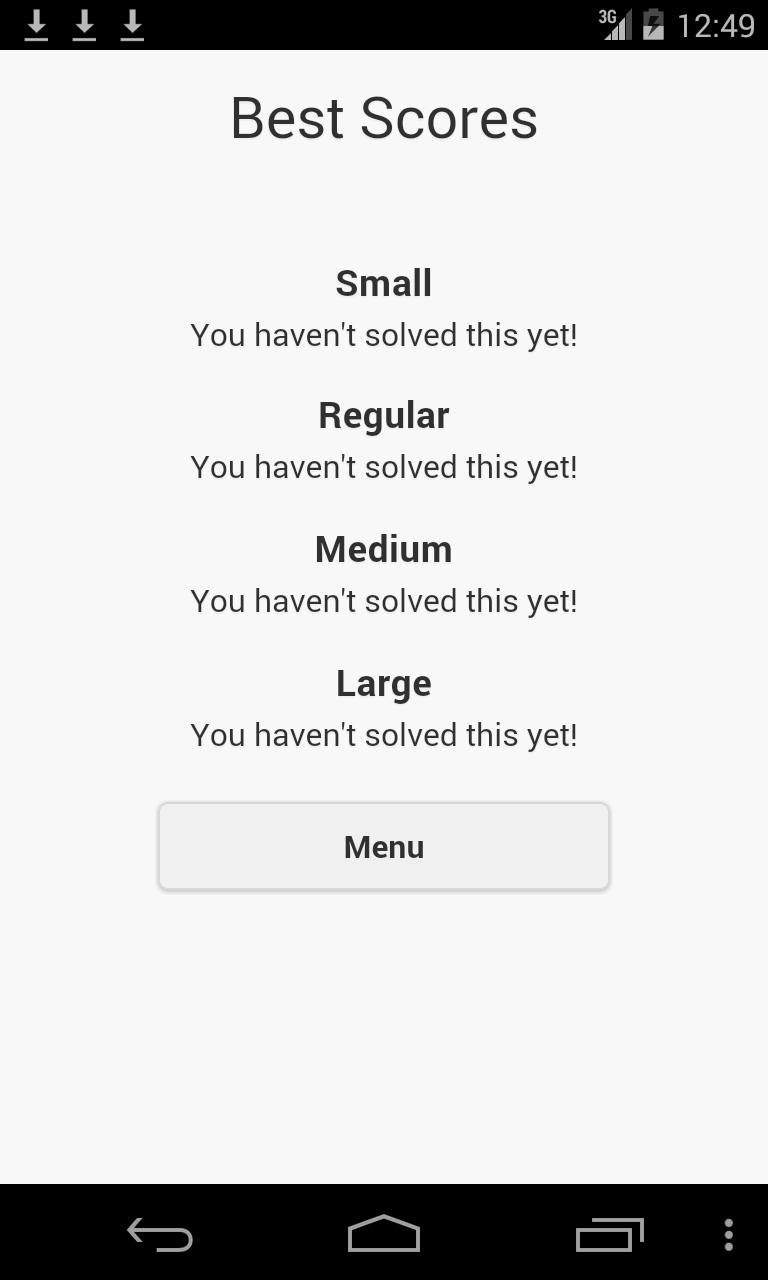 3G 12:49
Best Scores
Small
You haven't solved this yet!
Regular
You haven't solved this yet!
Medium
You haven't solved this yet!
Large
You haven't solved this yet!
Menu